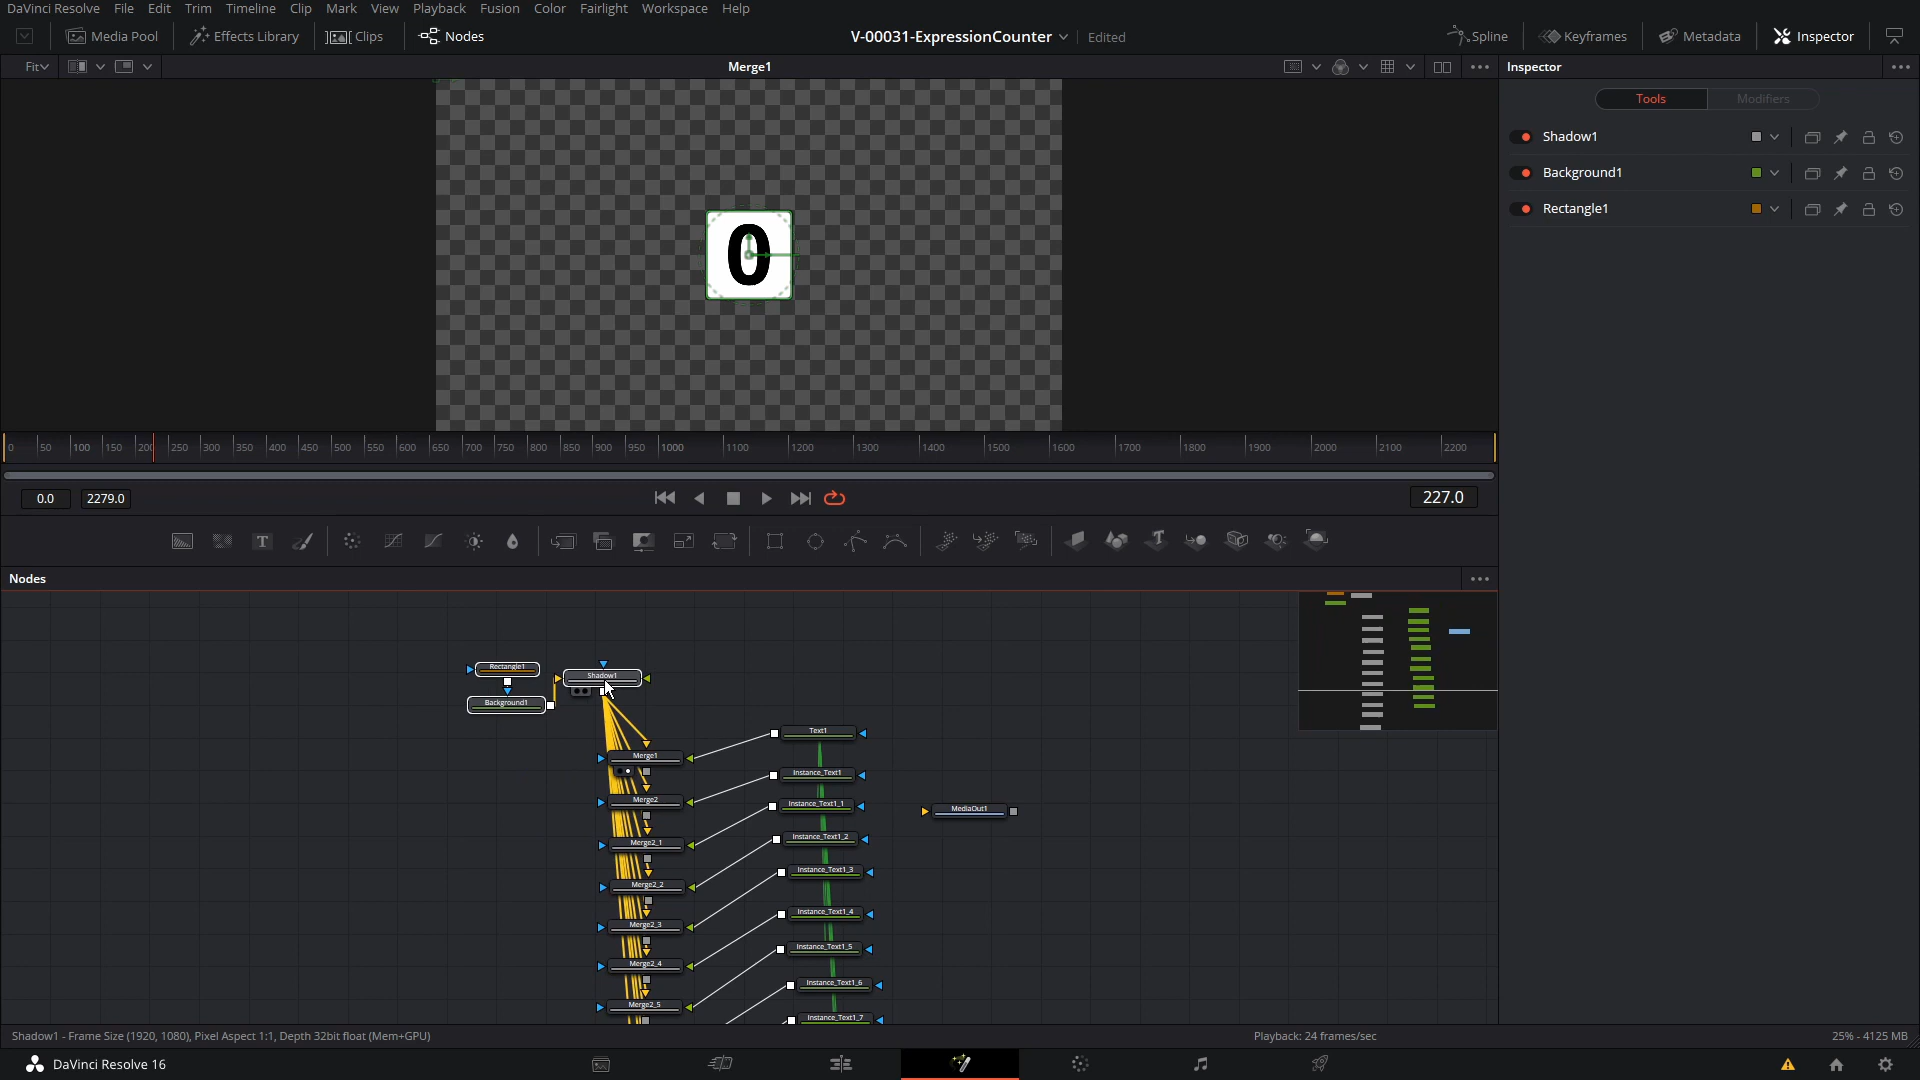 DaVinci Resolve File Edit Trim Timeline Clip Mark View Playback Fusion Color Fairlight Workspace Help
Media Pool Effects Library Clips Nodes V-00031-ExpressionCounter Edited Spline Keyframes Metadata Inspector
Fit Merge1 Inspector
Tools Modifiers
Shadow1
Background1
Rectangle1
0
0 50 100 150 200 250 300 350 400 450 500 550 600 650 700 750 800 850 900 950 1000 1100 1200 1300 1400 1500 1600 1700 1800 1900 2000 2100 2200
0.0 2279.0 227.0
T
Nodes
Rectangle1
Shadow1
Background1
Text1
Merge1
Instance_Text1
Merge2
Instance_Text1_1
MediaOut1
Merge2_1
Instance_Text1_2
Instance_Text1_3
Merge2_2
Instance_Text1_4
Merge2_3
Instance_Text1_5
Merge2_4
Instance_Text1_6
Merge2_5
Instance_Text1_7
Shadow1 - Frame Size (1920, 1080), Pixel Aspect 1:1, Depth 32bit float (Mem+GPU) Playback: 24 frames/sec 25% - 4125 MB
DaVinci Resolve 16